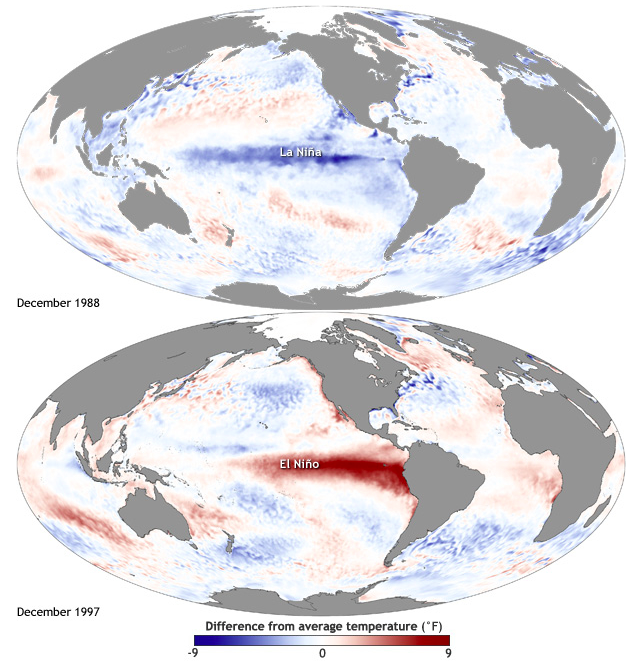 La Niña
December 1988
El Niño
December 1997
Difference from average temperature (°F)
-9 0 9